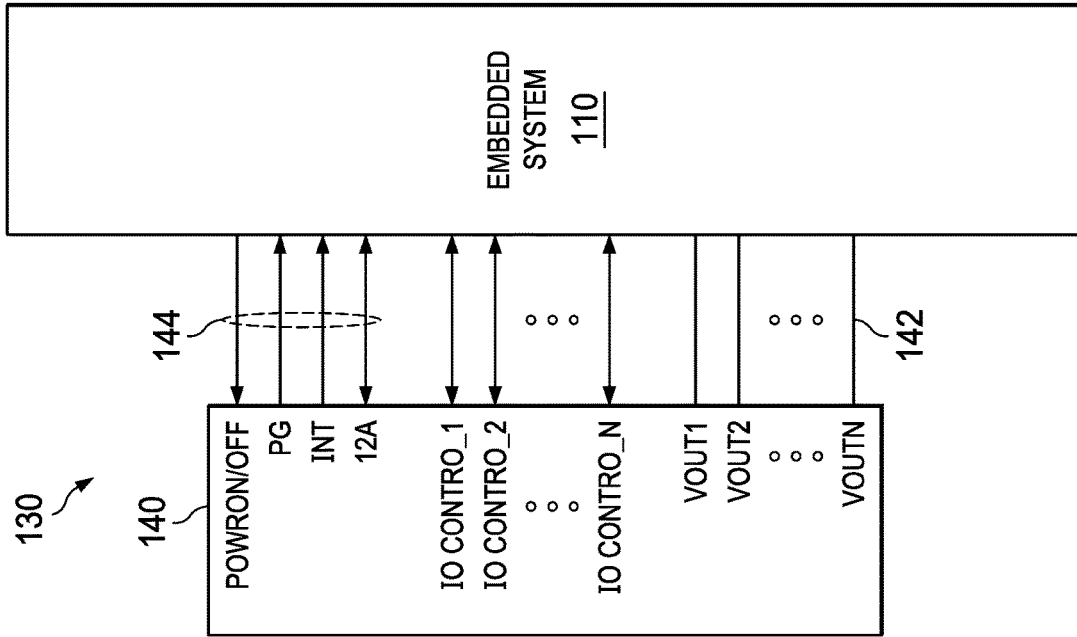 130
140
144
POWRON/OFF
PG
INT
12A
IO CONTRO_1
IO CONTRO_2
IO CONTRO_N
VOUT1
VOUT2
VOUTN
142
EMBEDDED
SYSTEM
110